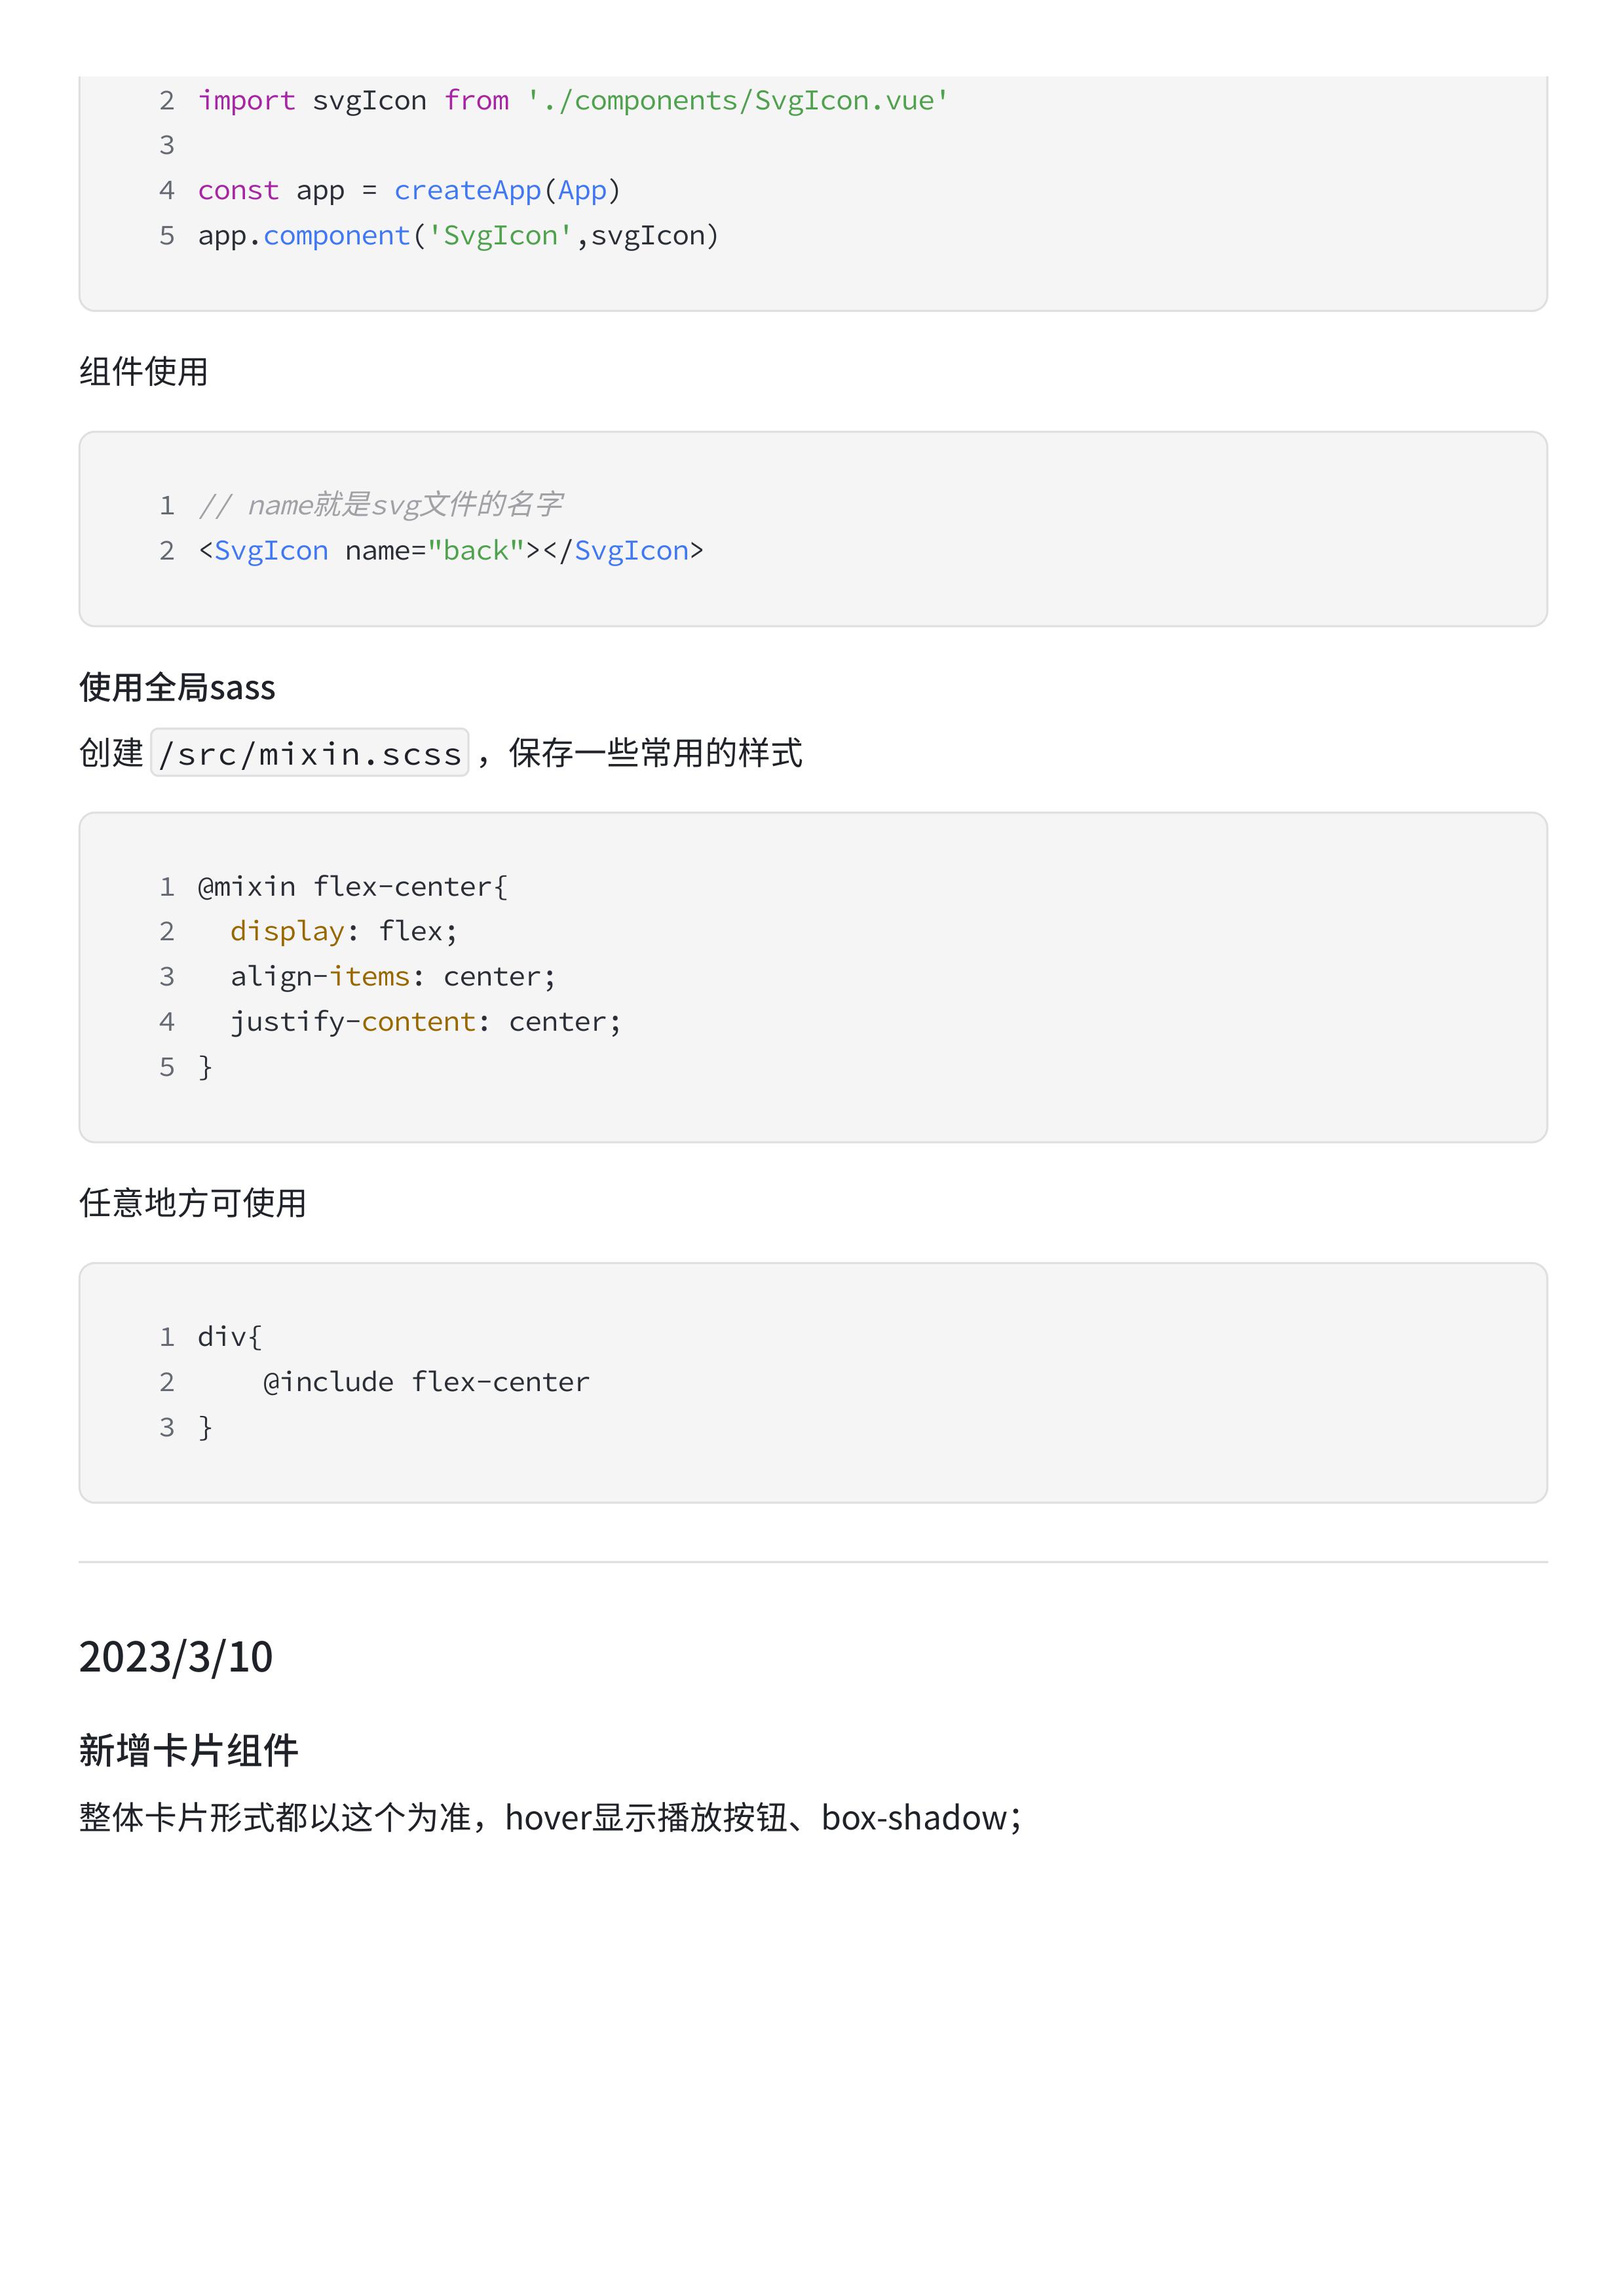 2 import svgIcon from './components/SvgIcon.vue'
3
4 const app = createApp(App)
5 app.component('SvgIcon',svgIcon)
组件使用
1 // name就是svg文件的名字
2 <SvgIcon name="back"></SvgIcon>
使用全局sass
创建 /src/mixin.scss ，保存一些常用的样式
1 @mixin flex-center{
2   display: flex;
3   align-items: center;
4   justify-content: center;
5 }
任意地方可使用
1 div{
2     @include flex-center
3 }
2023/3/10
新增卡片组件
整体卡片形式都以这个为准，hover显示播放按钮、box-shadow；